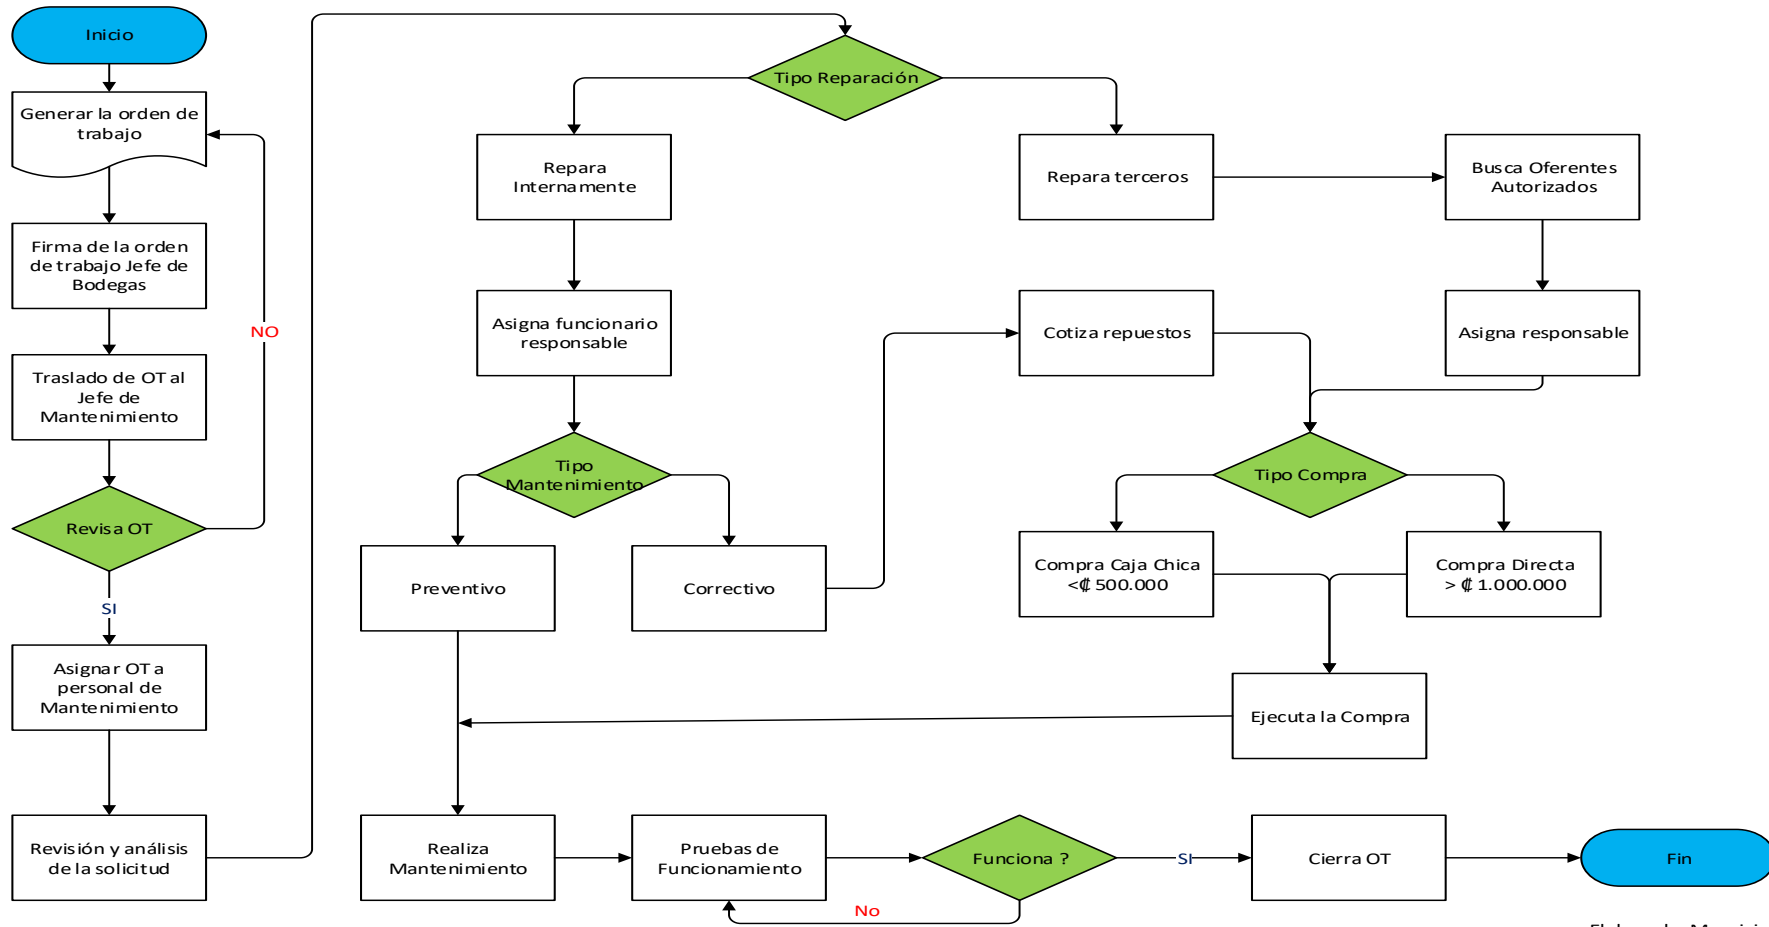 Inicio
Generar la orden de
trabajo
Firma de la orden
de trabajo Jefe de
Bodegas
Traslado de OT al
Jefe de
Mantenimiento
Revisa OT
NO
SI
Asignar OT a
personal de
Mantenimiento
Revisión y análisis
de la solicitud
Tipo Reparación
Repara
Internamente
Repara terceros
Busca Oferentes
Autorizados
Asigna funcionario
responsable
Cotiza repuestos
Asigna responsable
Tipo
Mantenimiento
Tipo Compra
Preventivo
Correctivo
Compra Caja Chica
<₡ 500.000
Compra Directa
> ₡ 1.000.000
Ejecuta la Compra
Realiza
Mantenimiento
Pruebas de
Funcionamiento
Funciona ?
No
SI
Cierra OT
Fin